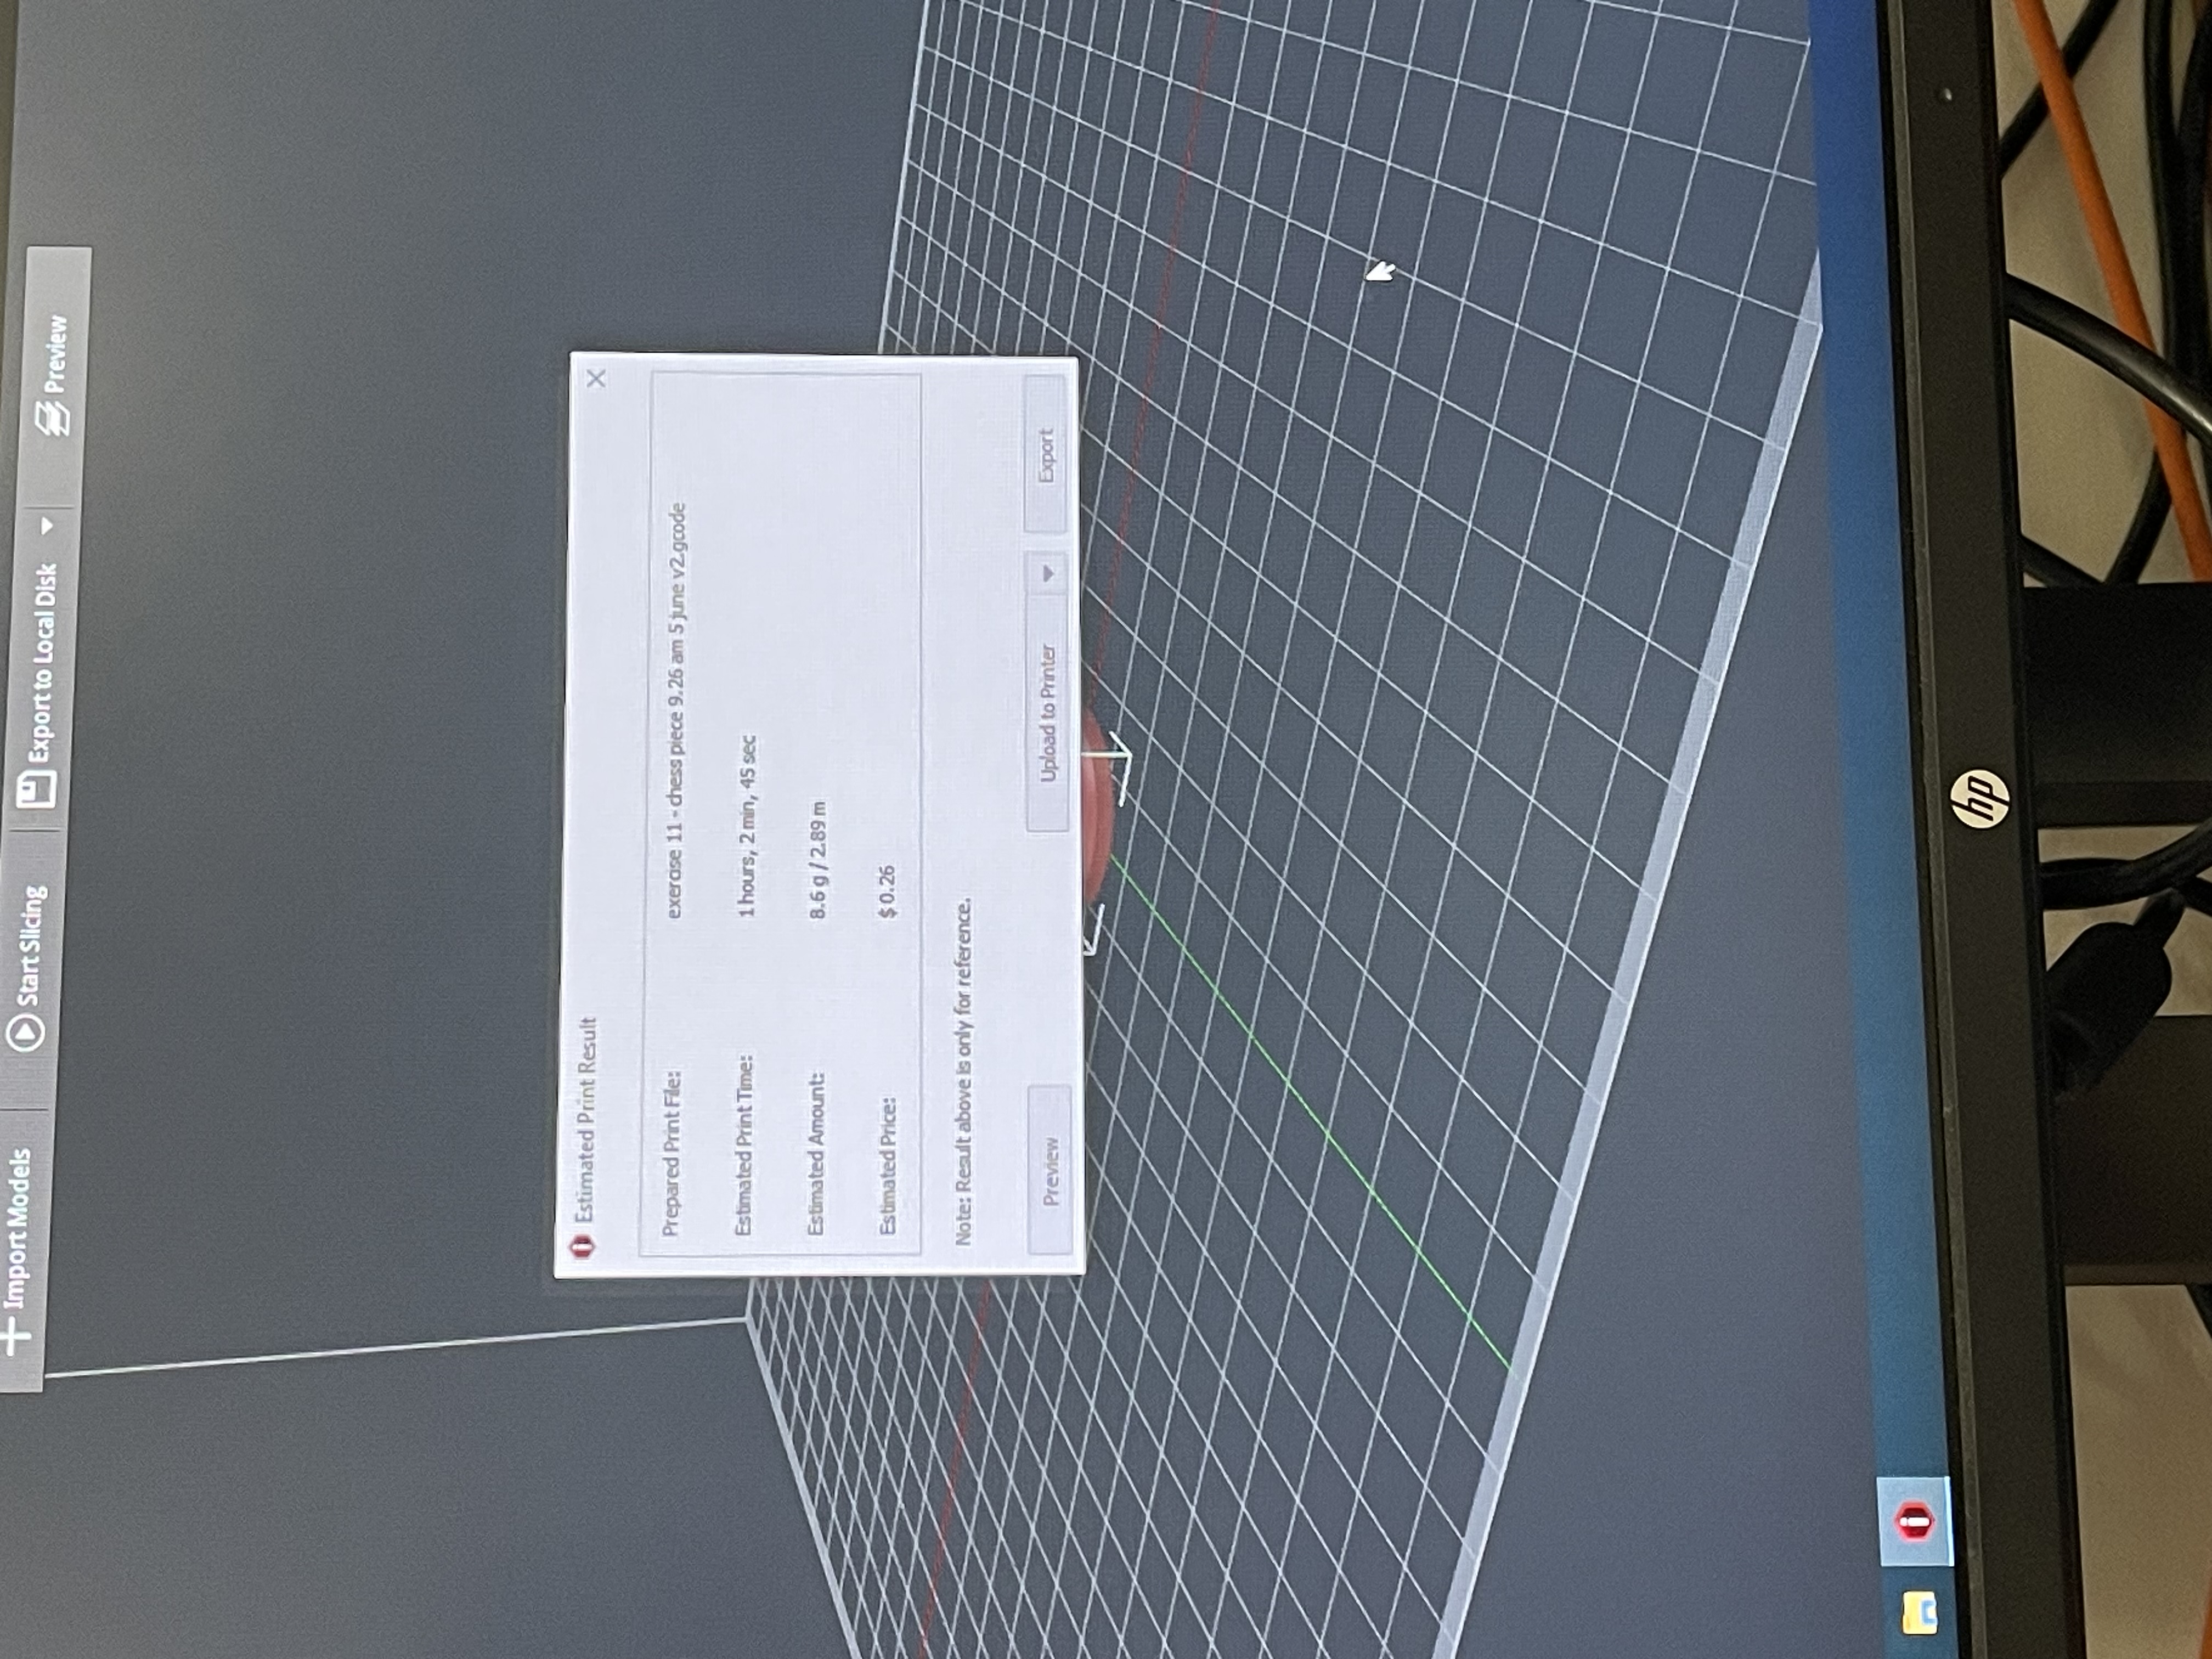 Import Models
Start Slicing
Export to Local Disk
Preview
Estimated Print Result
Prepared Print File: exercise 11 - chess piece 9.26 am 5 june v2.gcode
Estimated Print Time: 1 hours, 2 min, 45 sec
Estimated Amount: 8.6 g / 2.89 m
Estimated Price: $ 0.26
Note: Result above is only for reference.
Preview
Upload to Printer
Export
hp